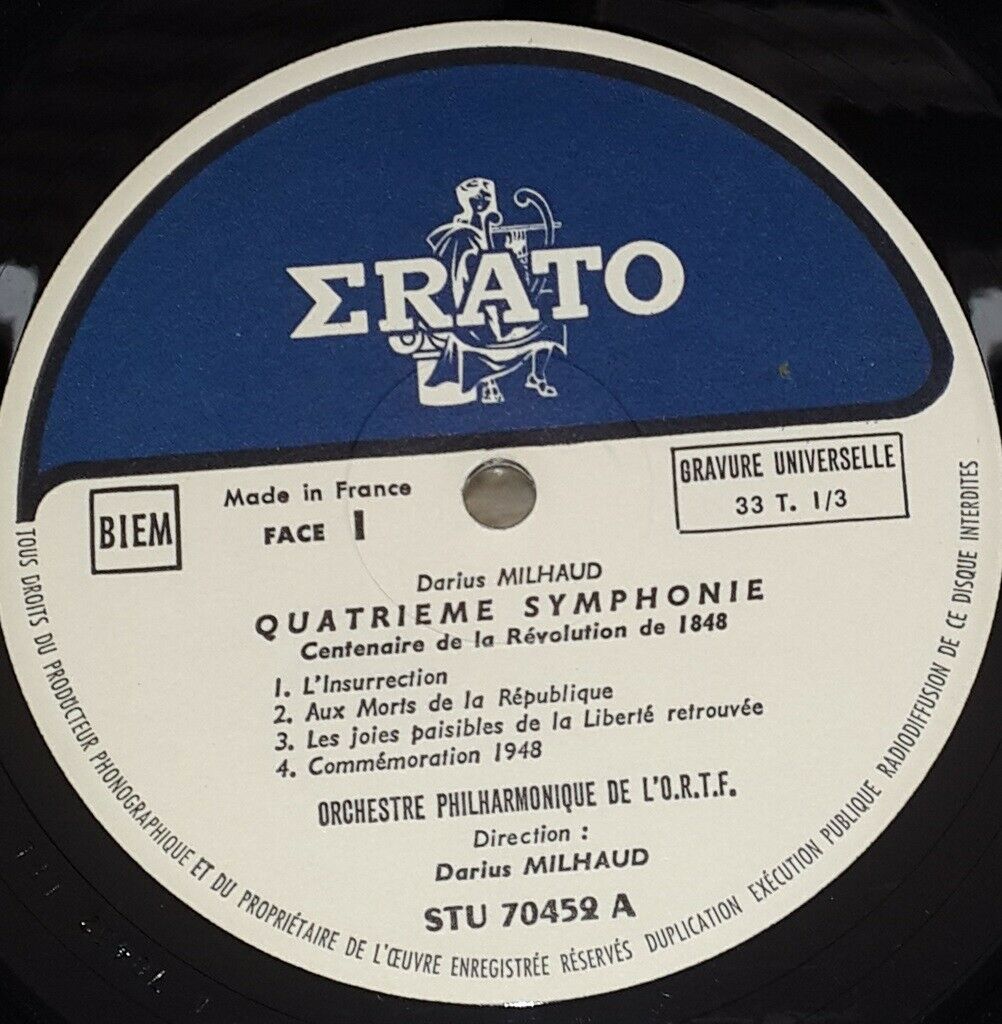 ΣRATO
BIEM
Made in France
FACE 1
GRAVURE UNIVERSELLE
33 T. 1/3
Darius MILHAUD
QUATRIEME SYMPHONIE
Centenaire de la Révolution de 1848
1. L'Insurrection
2. Aux Morts de la République
3. Les joies paisibles de la Liberté retrouvée
4. Commémoration 1948
ORCHESTRE PHILHARMONIQUE DE L'O.R.T.F.
Direction :
Darius MILHAUD
STU 70452 A
TOUS DROITS DU PRODUCTEUR PHONOGRAPHIQUE ET DU PROPRIÉTAIRE DE L'ŒUVRE ENREGISTRÉE RÉSERVÉS DUPLICATION EXÉCUTION PUBLIQUE RADIODIFFUSION DE CE DISQUE INTERDITES